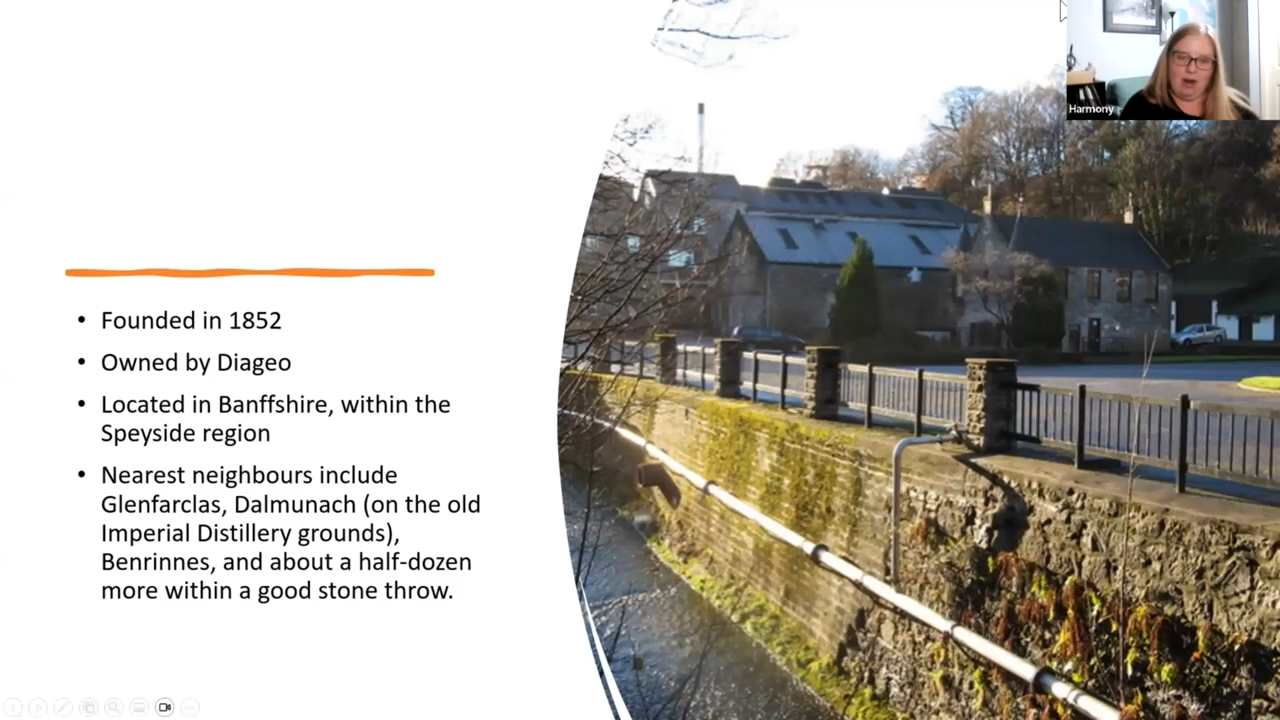 Harmony
Founded in 1852
Owned by Diageo
Located in Banffshire, within the
Speyside region
Nearest neighbours include
Glenfarclas, Dalmunach (on the old
Imperial Distillery grounds),
Benrinnes, and about a half-dozen
more within a good stone throw.